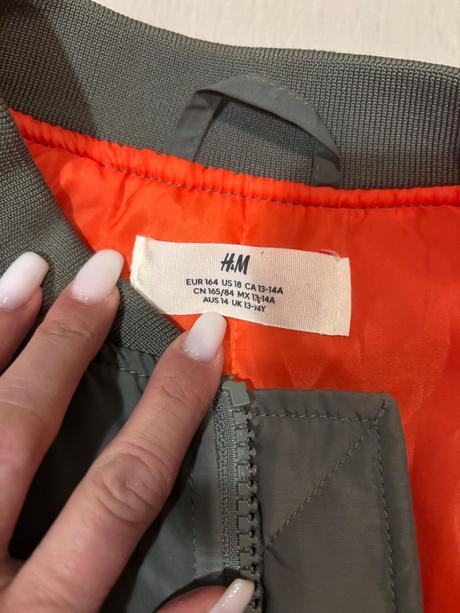 H&M
EUR 164 US 18 CA 13-14A
CN 165/84 MX 13-14A
AUS 14 UK 13-14Y